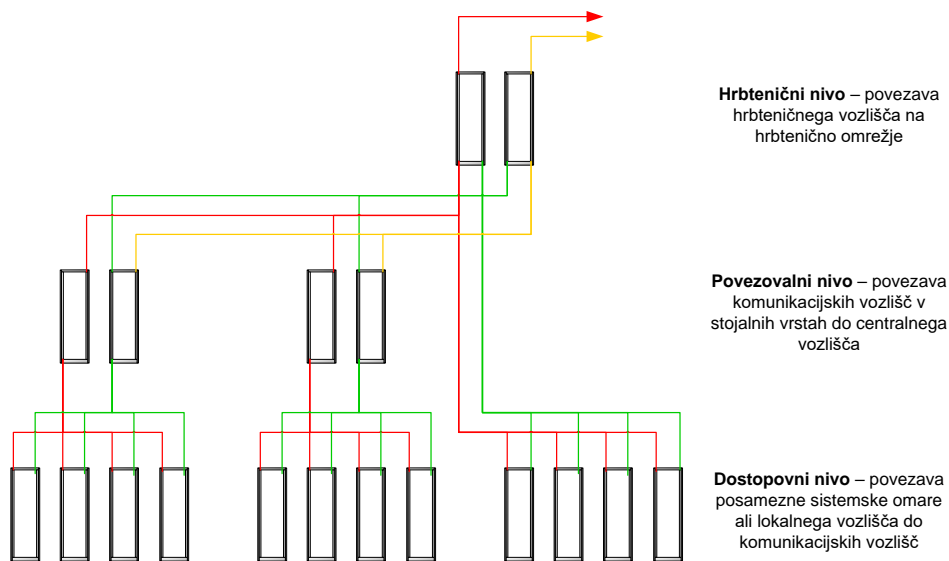 Hrbtenični nivo – povezava
hrbteničnega vozlišča na
hrbtenično omrežje
Povezovalni nivo – povezava
komunikacijskih vozlišč v
stojalnih vrstah do centralnega
vozlišča
Dostopovni nivo – povezava
posamezne sistemske omare
ali lokalnega vozlišča do
komunikacijskih vozlišč